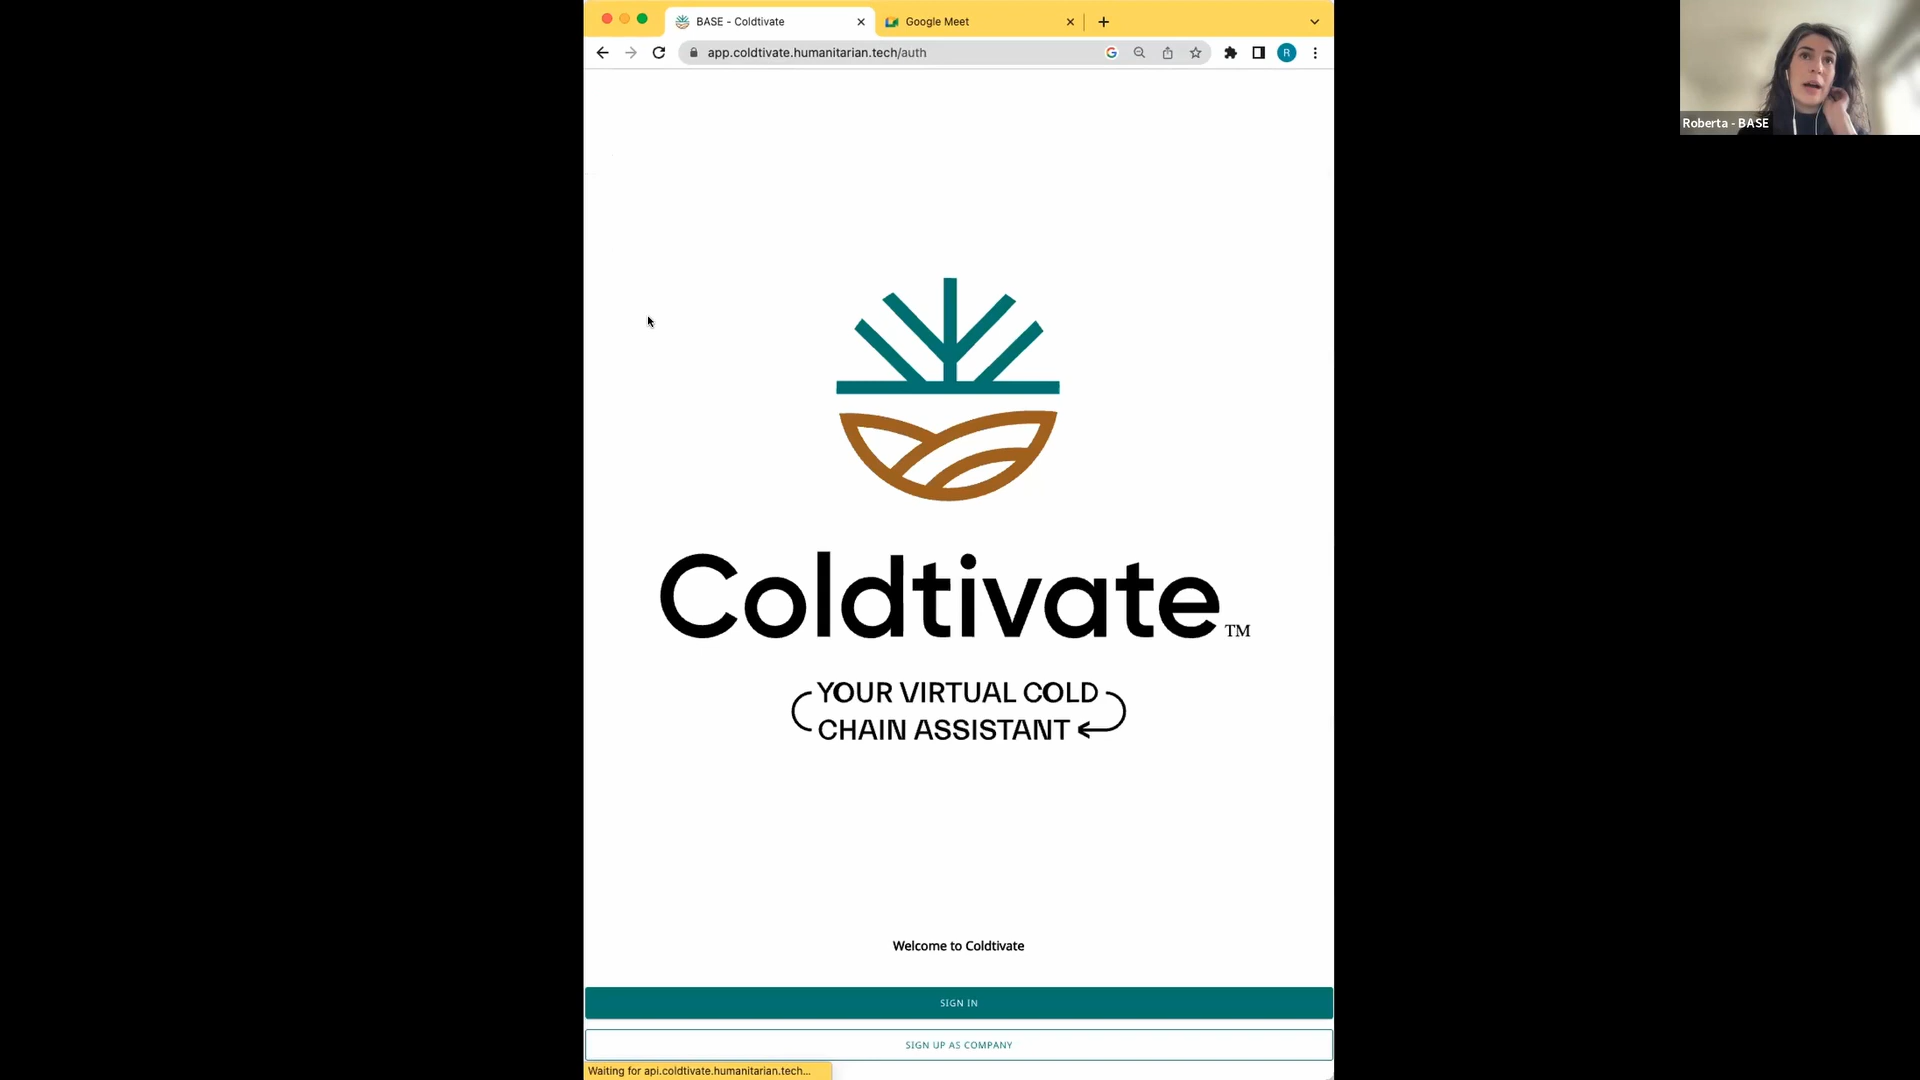 BASE - Coldtivate
Google Meet
app.coldtivate.humanitarian.tech/auth
R
Roberta - BASE
Coldtivate TM
YOUR VIRTUAL COLD
CHAIN ASSISTANT
Welcome to Coldtivate
SIGN IN
SIGN UP AS COMPANY
Waiting for api.coldtivate.humanitarian.tech...